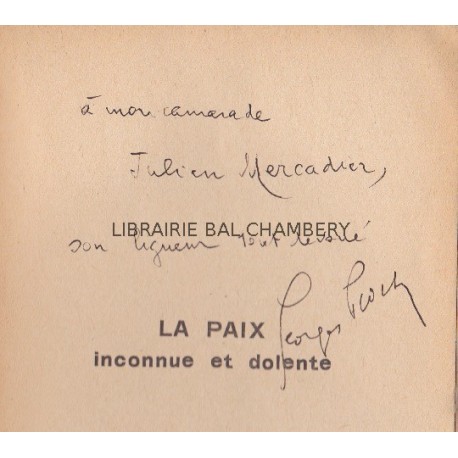 à mon camarade
Julien Mercadier,
LIBRAIRIE BAL CHAMBERY
son ligueur tout dévoué
Georges Pioch
LA PAIX
inconnue et dolente